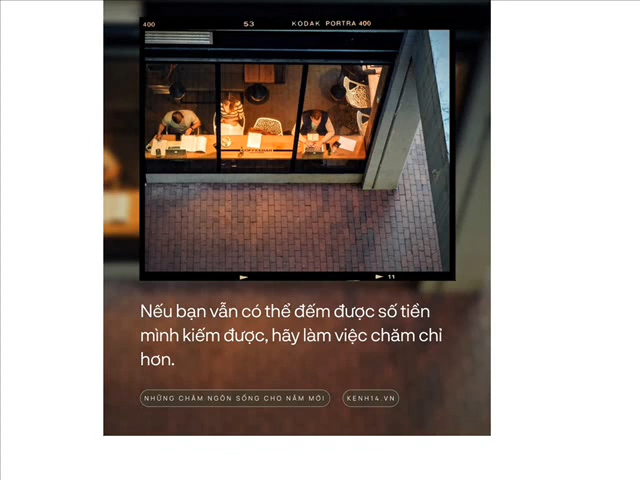 400 53 KODAK PORTRA 400
11
Nếu bạn vẫn có thể đếm được số tiền
mình kiếm được, hãy làm việc chăm chỉ
hơn.
NHỮNG CHÂM NGÔN SỐNG CHO NĂM MỚI KENH14.VN